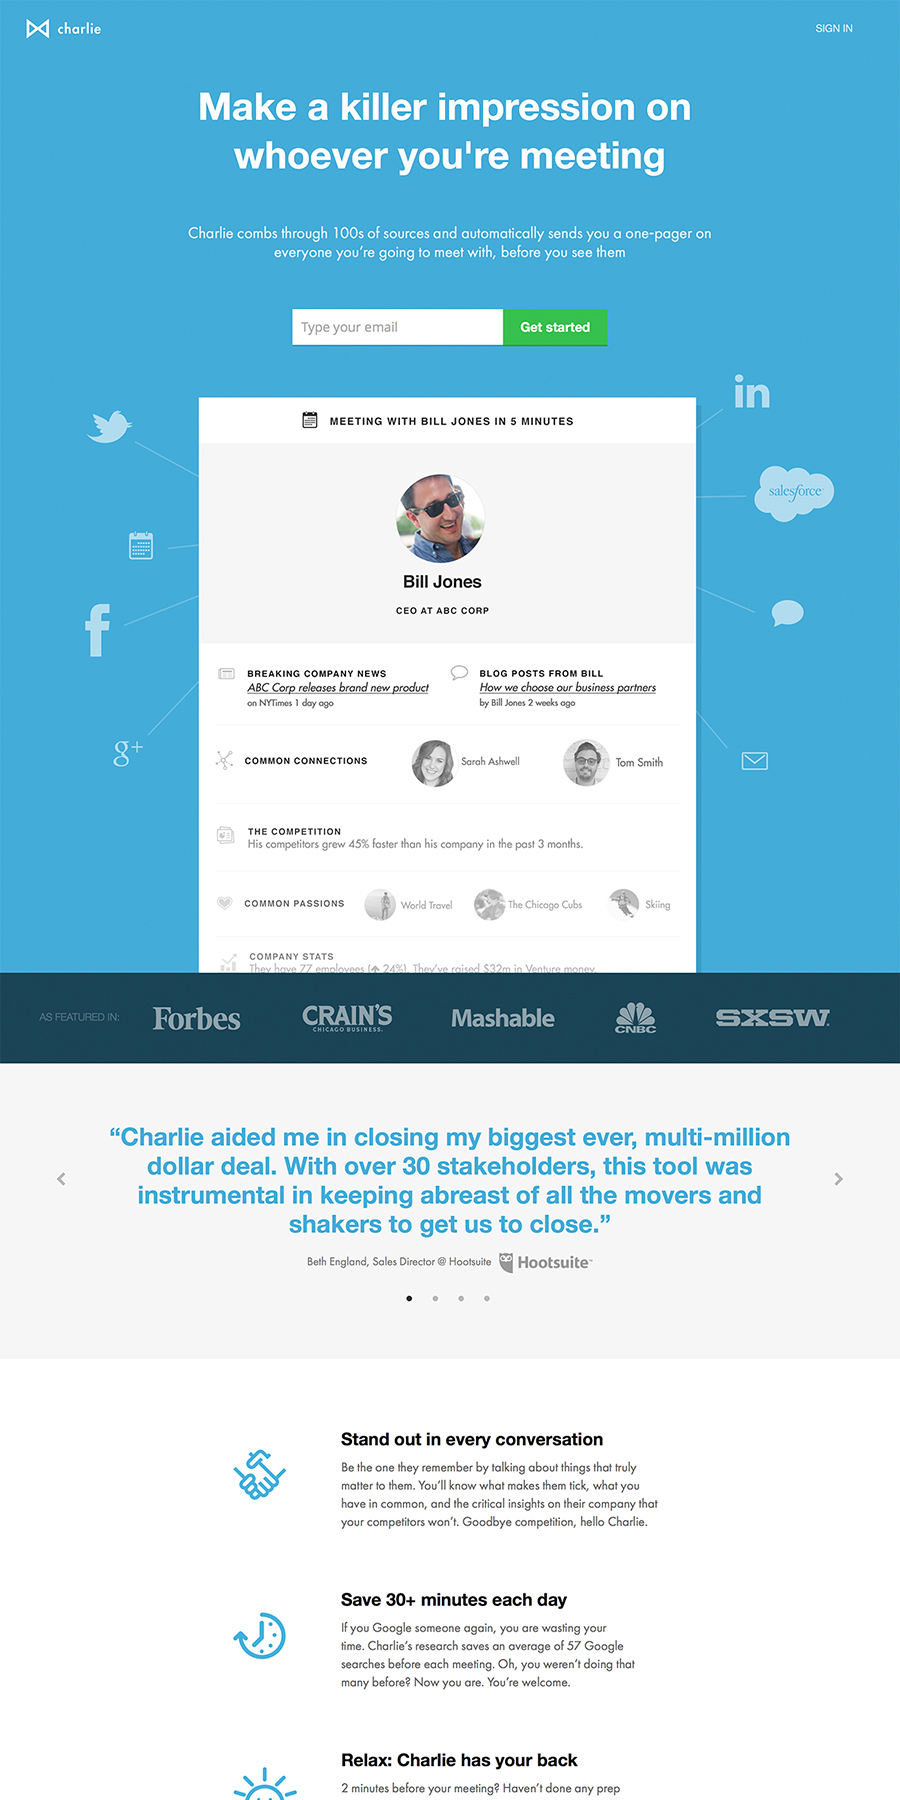 charlie
SIGN IN
Make a killer impression on
whoever you're meeting
Charlie combs through 100s of sources and automatically sends you a one-pager on
everyone you're going to meet with, before you see them
Type your email
Get started
in
salesforce
MEETING WITH BILL JONES IN 5 MINUTES
f
Bill Jones
CEO AT ABC CORP
BREAKING COMPANY NEWS
ABC Corp releases brand new product
on NYTimes 1 day ago
BLOG POSTS FROM BILL
How we choose our business partners
by Bill Jones 2 weeks ago
g+
COMMON CONNECTIONS
Sarah Ashwell
Tom Smith
THE COMPETITION
His competitors grew 45% faster than his company in the past 3 months.
COMMON PASSIONS
World Travel
The Chicago Cubs
Skiing
COMPANY STATS
They have 77 employees (↑ 24%). They've raised $32m in Venture money.
AS FEATURED IN:
Forbes
CRAIN'S
CHICAGO BUSINESS.
Mashable
CNBC
SXSW.
“Charlie aided me in closing my biggest ever, multi-million
dollar deal. With over 30 stakeholders, this tool was
instrumental in keeping abreast of all the movers and
shakers to get us to close.”
Beth England, Sales Director @ Hootsuite
Hootsuite™
Stand out in every conversation
Be the one they remember by talking about things that truly
matter to them. You'll know what makes them tick, what you
have in common, and the critical insights on their company that
your competitors won't. Goodbye competition, hello Charlie.
Save 30+ minutes each day
If you Google someone again, you are wasting your
time. Charlie's research saves an average of 57 Google
searches before each meeting. Oh, you weren't doing that
many before? Now you are. You're welcome.
Relax: Charlie has your back
2 minutes before your meeting? Haven't done any prep